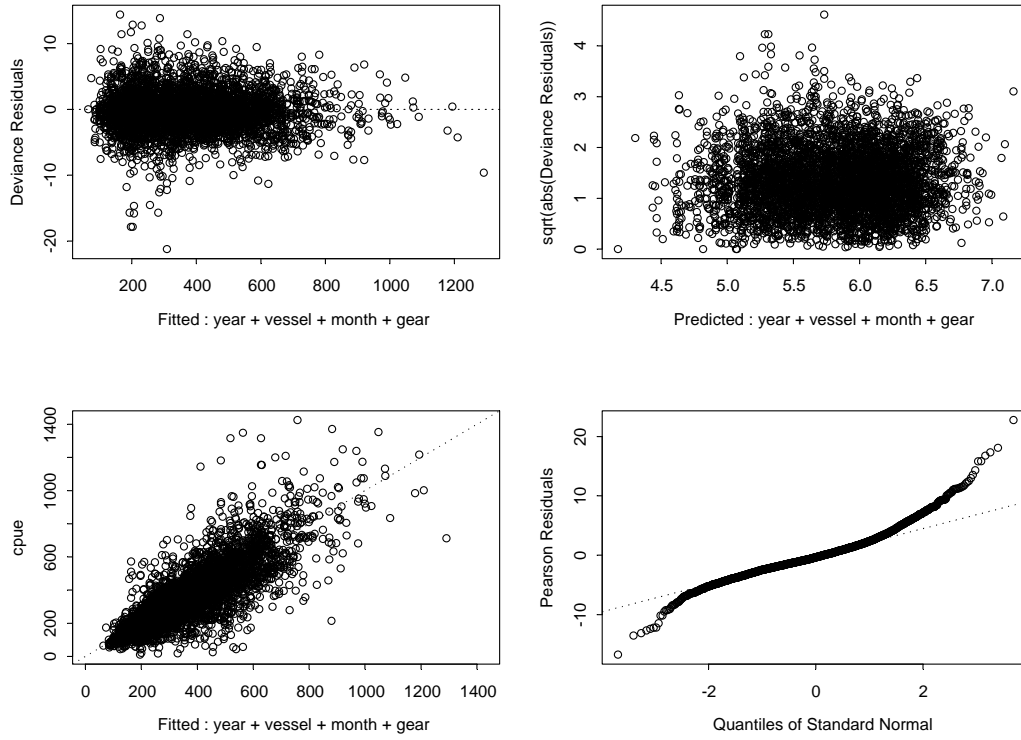 Deviance Residuals
10
0
-10
-20
200 400 600 800 1000 1200
Fitted : year + vessel + month + gear
sqrt(abs(Deviance Residuals))
4
3
2
1
0
4.5 5.0 5.5 6.0 6.5 7.0
Predicted : year + vessel + month + gear
cpue
1400
1000
600
200
0
0 200 400 600 800 1000 1200 1400
Fitted : year + vessel + month + gear
Pearson Residuals
20
10
0
-10
-2 0 2
Quantiles of Standard Normal